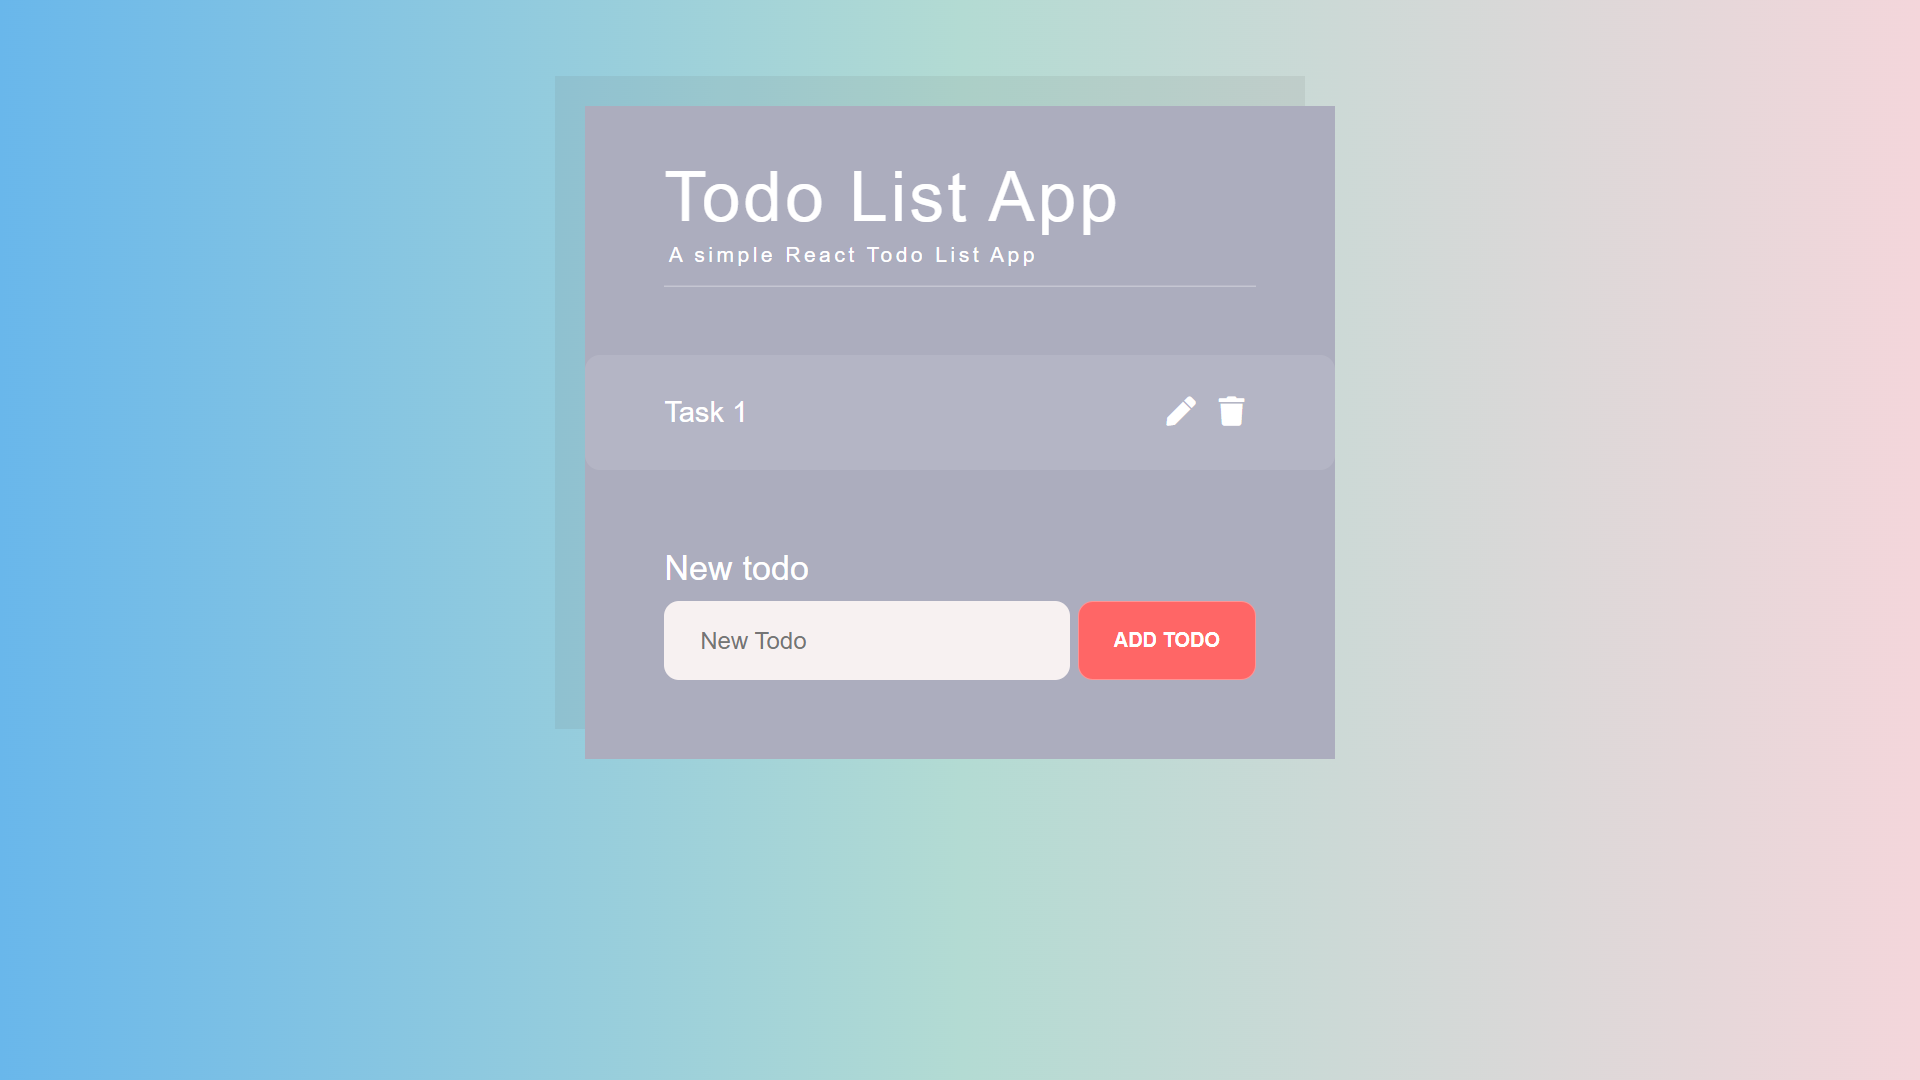 Todo List App
A simple React Todo List App
Task 1
New todo
New Todo
ADD TODO